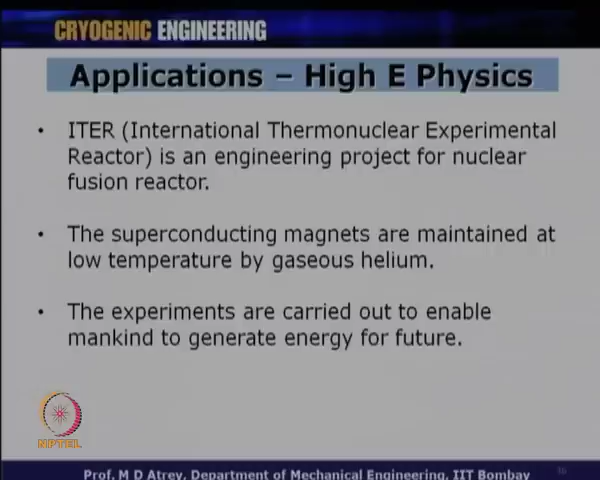 CRYOGENIC ENGINEERING
Applications – High E Physics
• ITER (International Thermonuclear Experimental
Reactor) is an engineering project for nuclear
fusion reactor.
• The superconducting magnets are maintained at
low temperature by gaseous helium.
• The experiments are carried out to enable
mankind to generate energy for future.
NPTEL
Prof. M D Atrey, Department of Mechanical Engineering, IIT Bombay
16